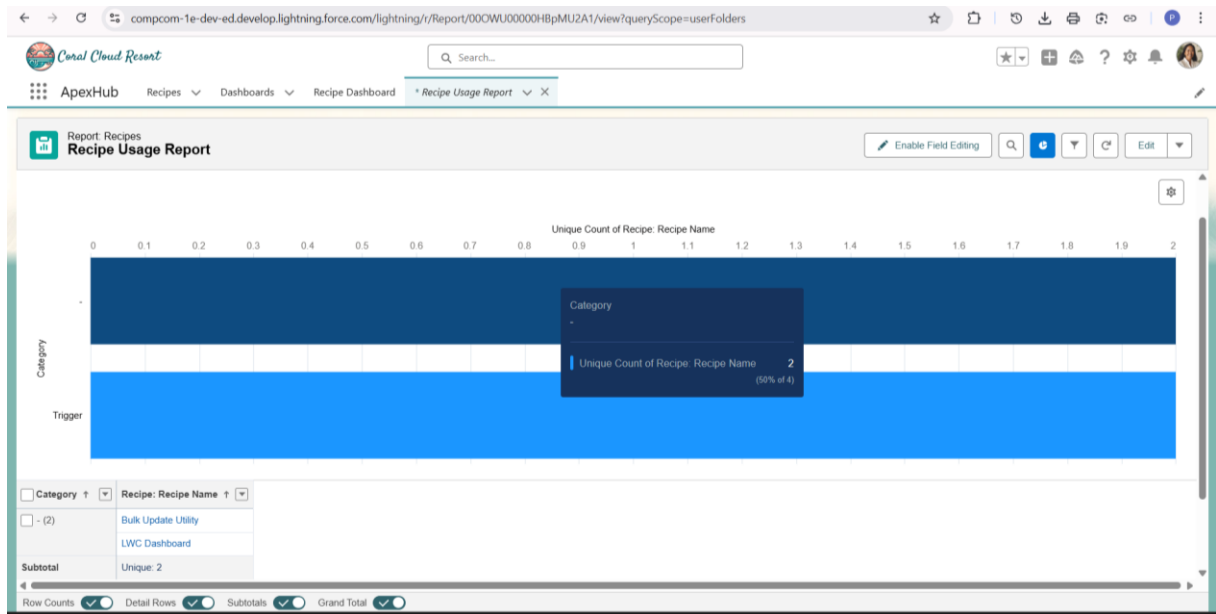 compcom-1e-dev-ed.develop.lightning.force.com/lightning/r/Report/00OWU00000HBpMU2A1/view?queryScope=userFolders
P
Coral Cloud Resort
Search...
ApexHub Recipes Dashboards Recipe Dashboard * Recipe Usage Report
Report: Recipes
Recipe Usage Report
Enable Field Editing
Edit
Unique Count of Recipe: Recipe Name
0 0.1 0.2 0.3 0.4 0.5 0.6 0.7 0.8 0.9 1 1.1 1.2 1.3 1.4 1.5 1.6 1.7 1.8 1.9 2
Category
-
Trigger
Category
-
Unique Count of Recipe: Recipe Name 2
(50% of 4)
Category ↑ Recipe: Recipe Name ↑
- (2) Bulk Update Utility
LWC Dashboard
Subtotal Unique: 2
Row Counts Detail Rows Subtotals Grand Total